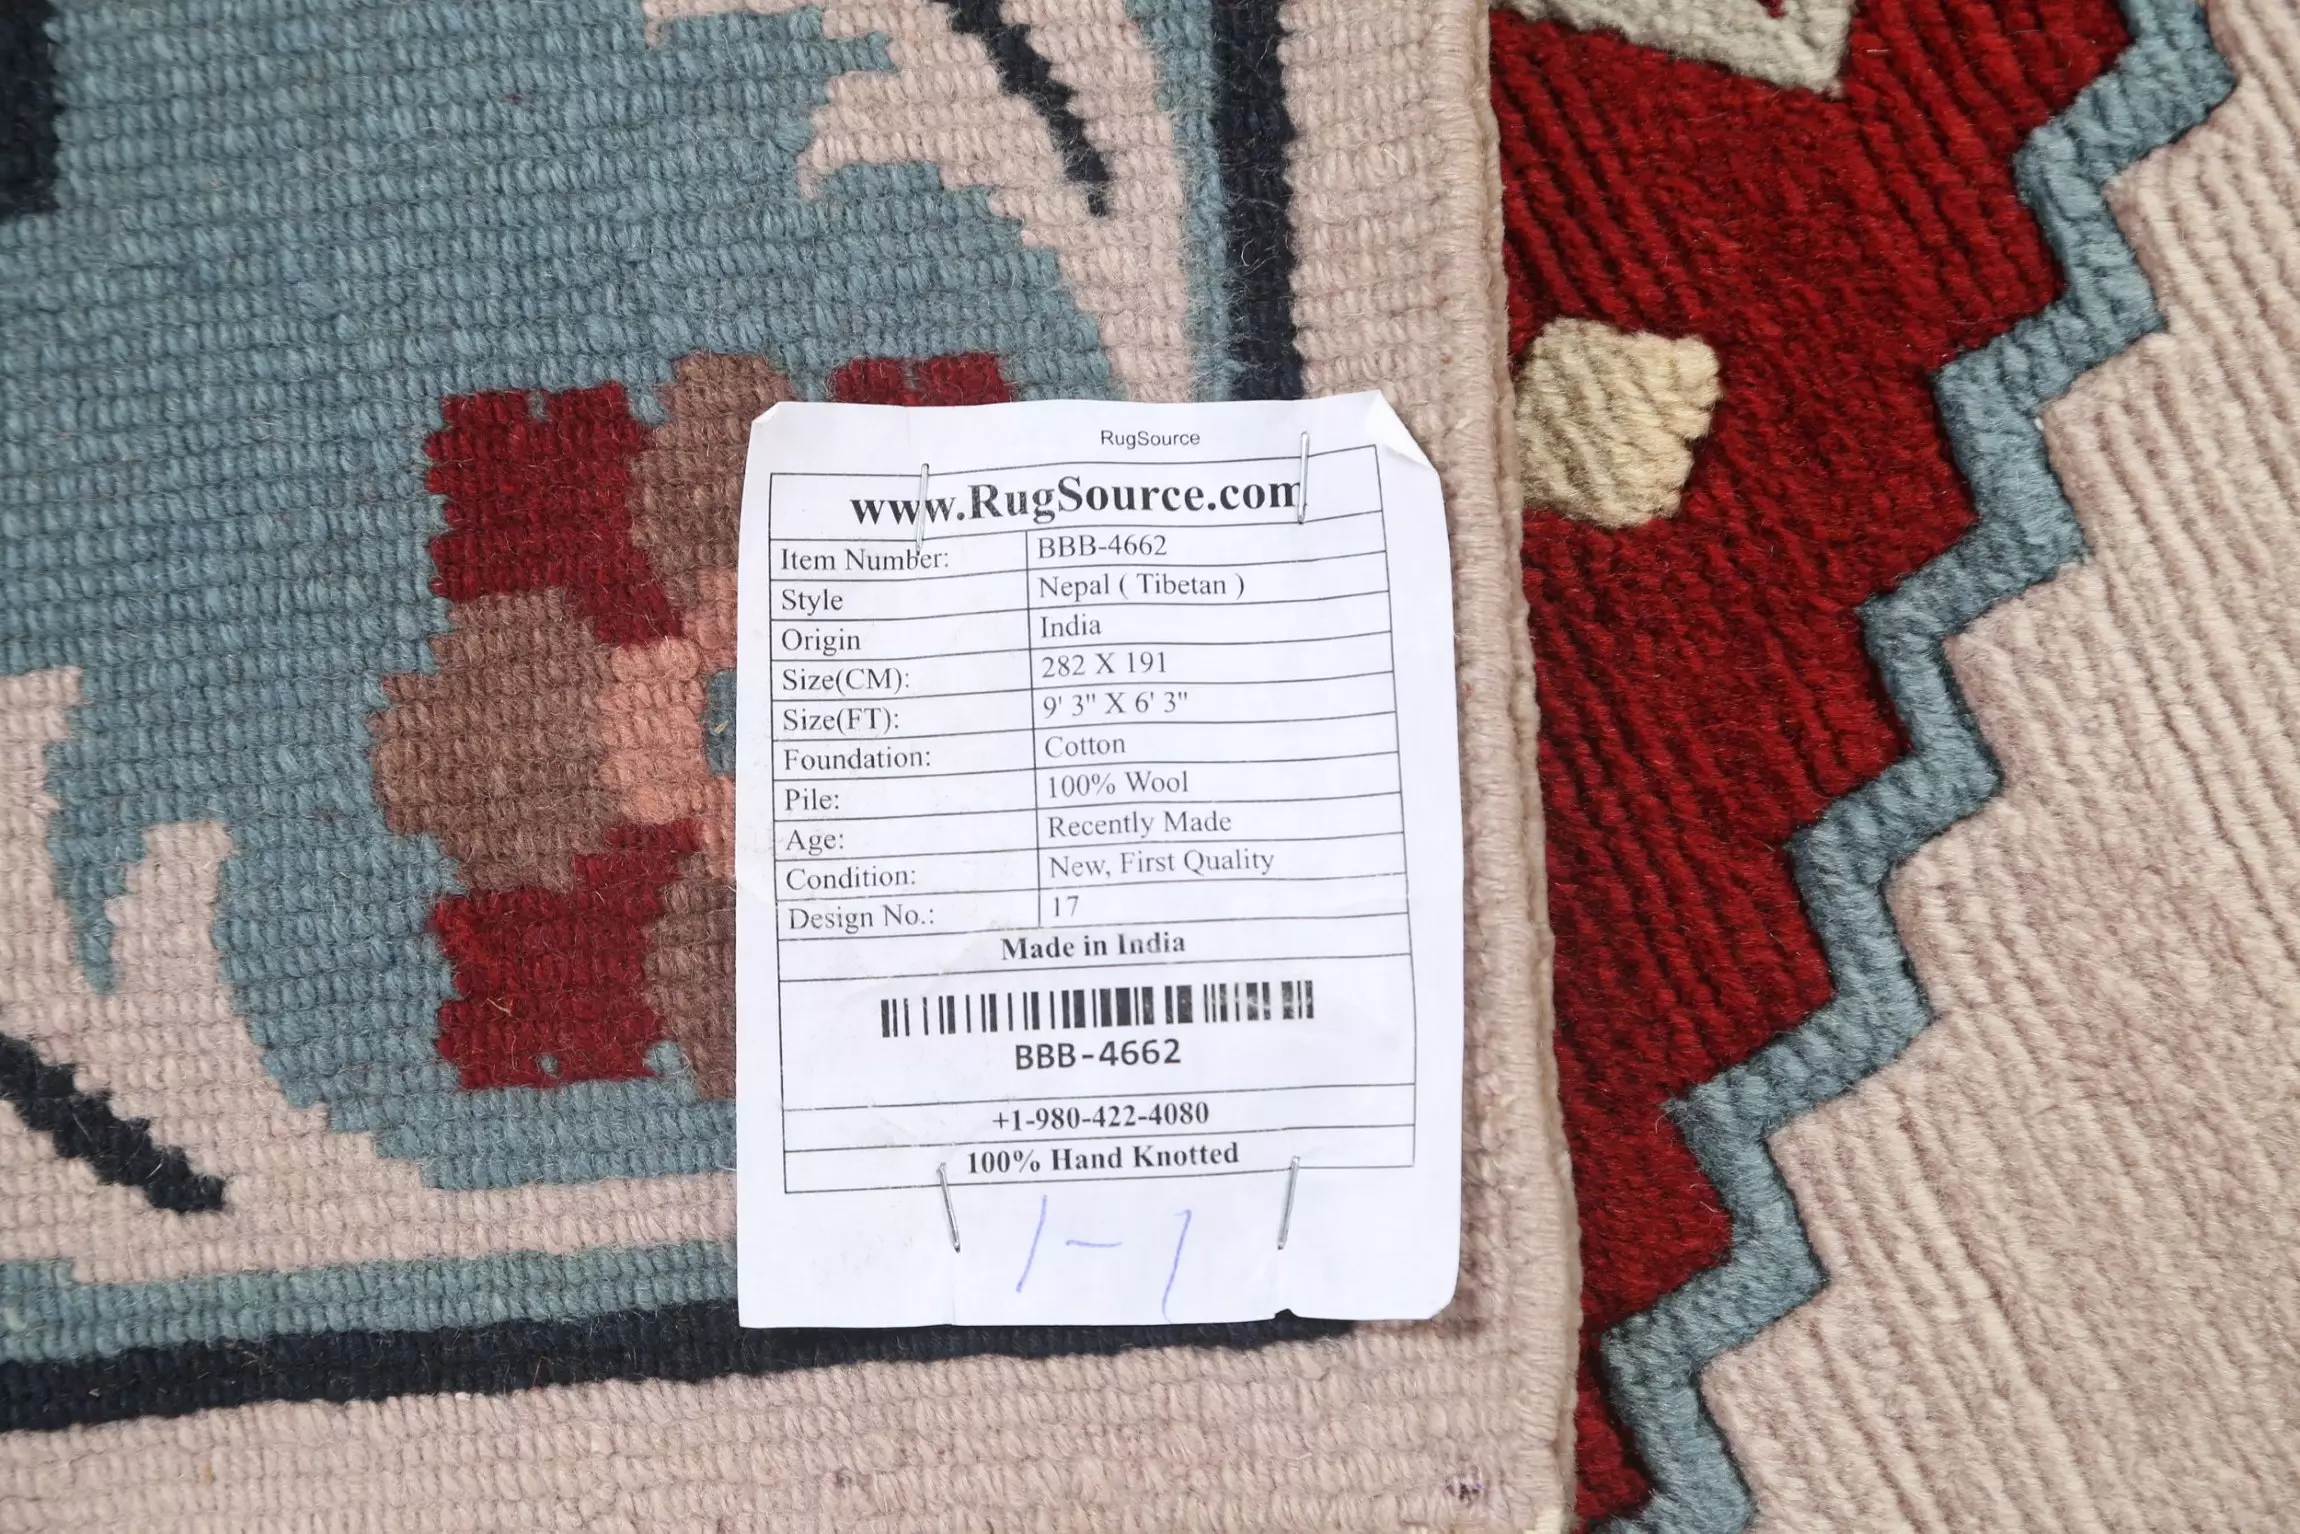 RugSource
www.RugSource.com
Item Number: BBB-4662
Style Nepal ( Tibetan )
Origin India
Size(CM): 282 X 191
Size(FT): 9' 3" X 6' 3"
Foundation: Cotton
Pile: 100% Wool
Age: Recently Made
Condition: New, First Quality
Design No.: 17
Made in India
BBB-4662
+1-980-422-4080
100% Hand Knotted
1-1